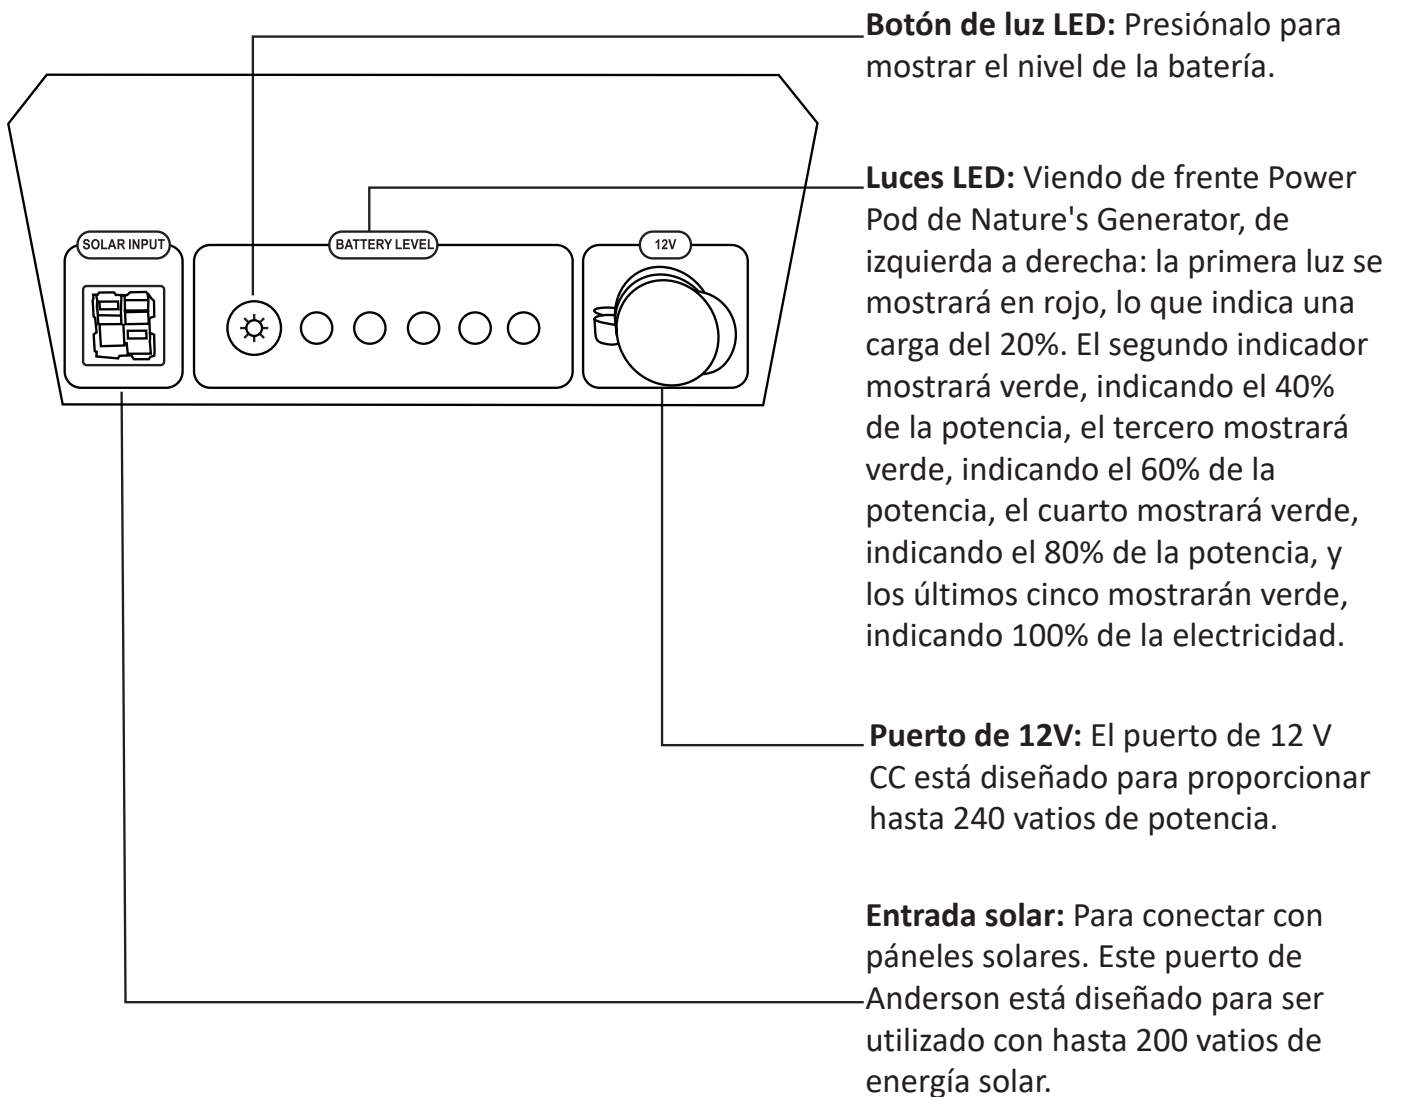 Botón de luz LED: Presiónalo para
mostrar el nivel de la batería.
SOLAR INPUT
BATTERY LEVEL
12V
Luces LED: Viendo de frente Power
Pod de Nature's Generator, de
izquierda a derecha: la primera luz se
mostrará en rojo, lo que indica una
carga del 20%. El segundo indicador
mostrará verde, indicando el 40%
de la potencia, el tercero mostrará
verde, indicando el 60% de la
potencia, el cuarto mostrará verde,
indicando el 80% de la potencia, y
los últimos cinco mostrarán verde,
indicando 100% de la electricidad.
Puerto de 12V: El puerto de 12 V
CC está diseñado para proporcionar
hasta 240 vatios de potencia.
Entrada solar: Para conectar con
páneles solares. Este puerto de
Anderson está diseñado para ser
utilizado con hasta 200 vatios de
energía solar.